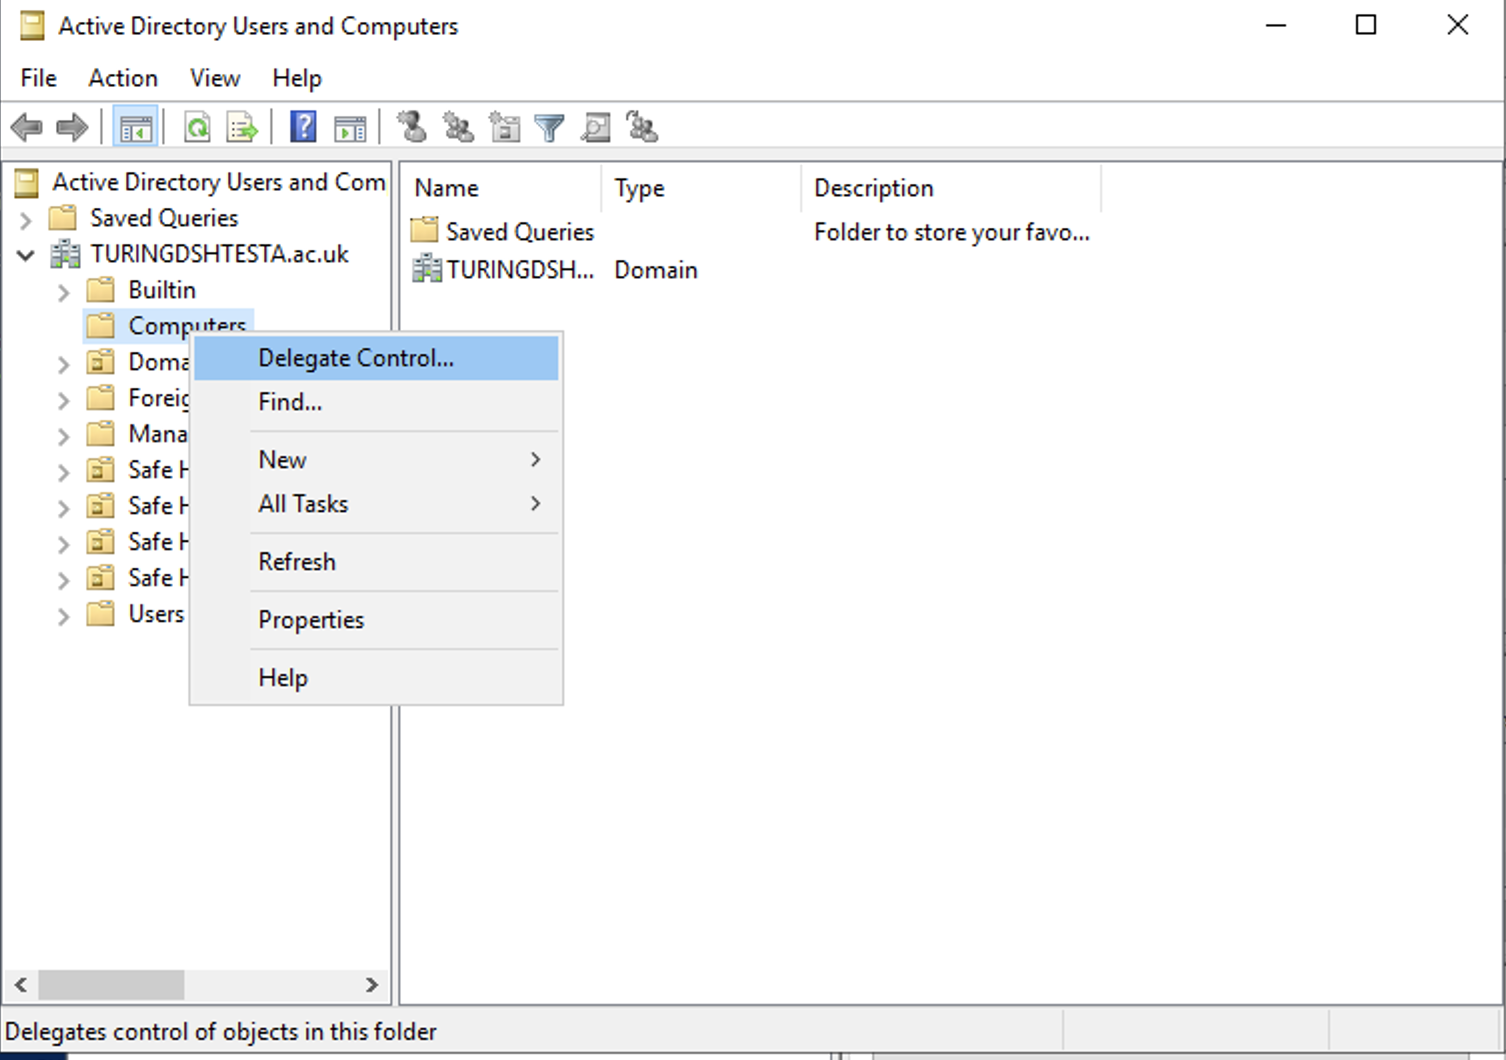 Active Directory Users and Computers
File Action View Help
Active Directory Users and Com
Saved Queries
TURINGDSHTESTA.ac.uk
Builtin
Computers
Doma
Foreig
Mana
Safe H
Safe H
Safe H
Safe H
Users
Name Type Description
Saved Queries Folder to store your favo...
TURINGDSH... Domain
Delegate Control...
Find...
New
All Tasks
Refresh
Properties
Help
Delegates control of objects in this folder